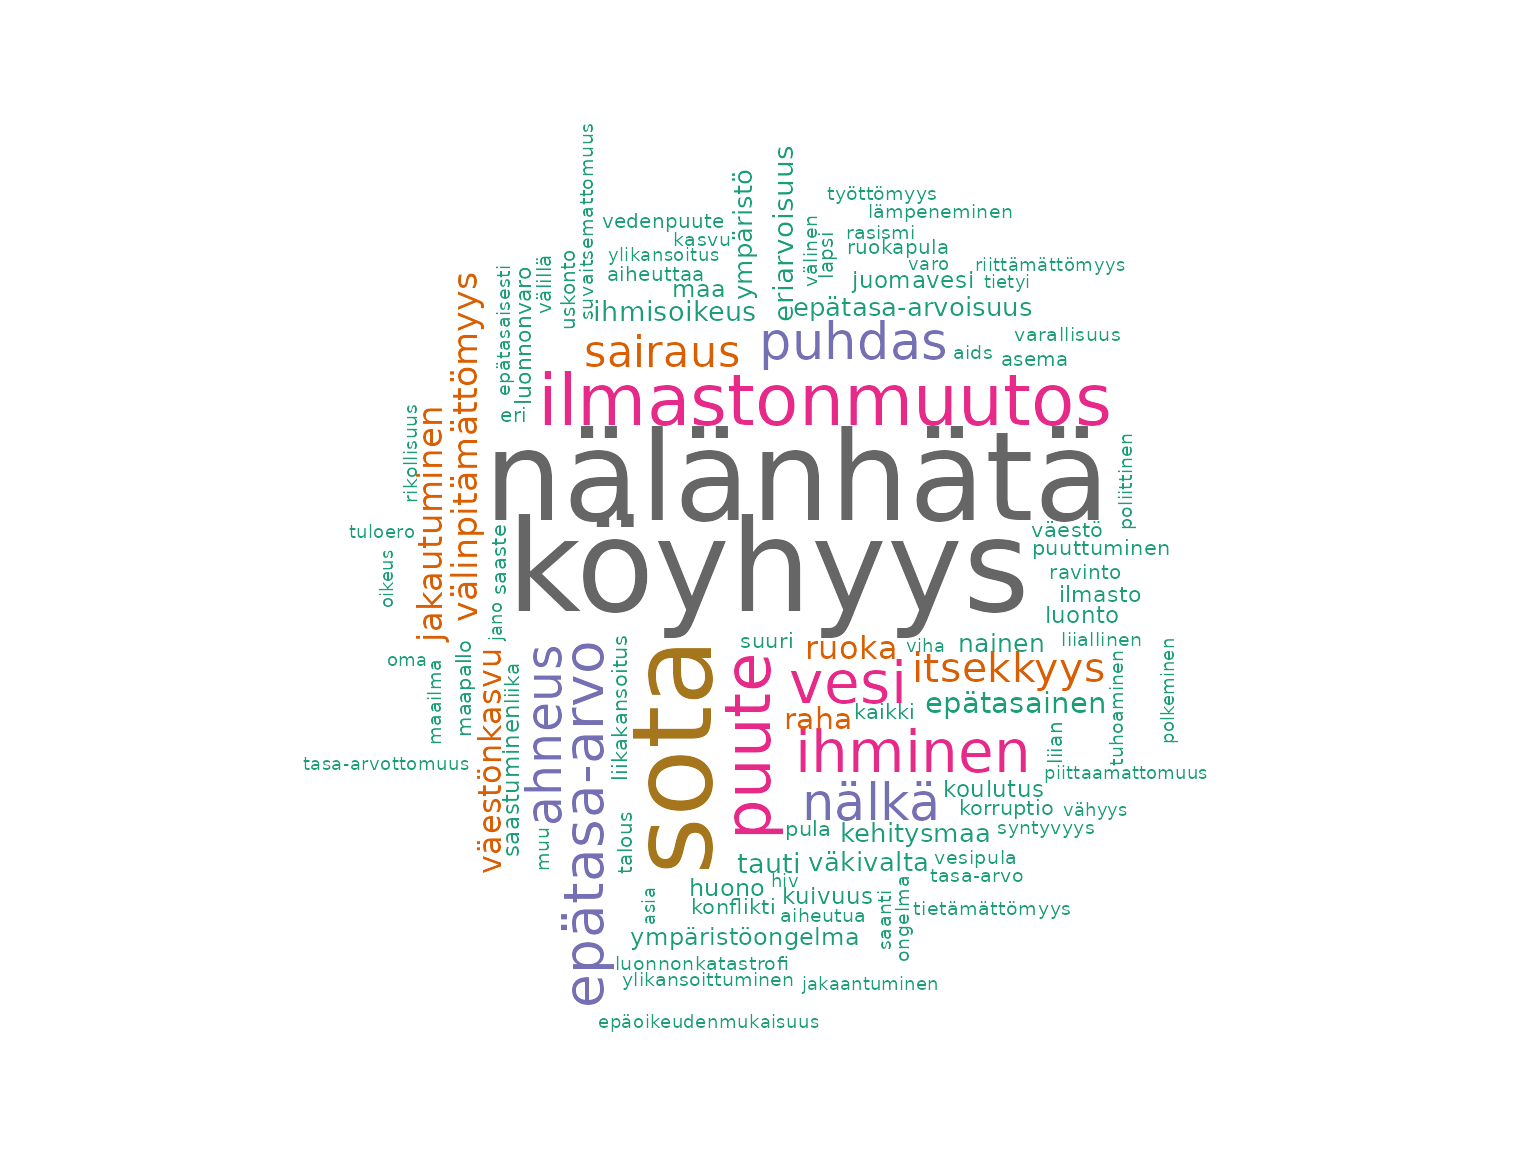 suvaitsemattomuus
eriarvoisuus
ympäristö
työttömyys
lämpeneminen
vedenpuute
kasvu
rasismi
ruokapula
välinen
lapsi
ylikansoitus
varo
riittämättömyys
aiheuttaa
juomavesi
tietyi
maa
välillä
uskonto
epätasaisesti
luonnonvaro
ihmisoikeus
epätasa-arvoisuus
välinpitämättömyys
sairaus
puhdas
varallisuus
aids
asema
ilmastonmuutos
eri
rikollisuus
jakautuminen
nälänhätä
poliittinen
köyhyys
tuloero
väestö
saaste
puuttuminen
oikeus
ravinto
ilmasto
jano
luonto
suuri
ruoka
viha
nainen
liiallinen
oma
maailma
maapallo
väestönkasvu
liika
saastuminen
ahneus
epätasa-arvo
liikakansoitus
sota
puute
vesi
itsekkyys
polkeminen
tuhoaminen
epätasainen
raha
kaikki
liian
ihminen
tasa-arvottomuus
piittaamattomuus
nälkä
koulutus
korruptio
vähyys
muu
talous
pula
kehitysmaa
syntyvyys
tauti
väkivalta
vesipula
tasa-arvo
hiv
huono
kuivuus
asia
konflikti
aiheutua
saanti
ongelma
tietämättömyys
ympäristöongelma
luonnonkatastrofi
ylikansoittuminen
jakaantuminen
epäoikeudenmukaisuus